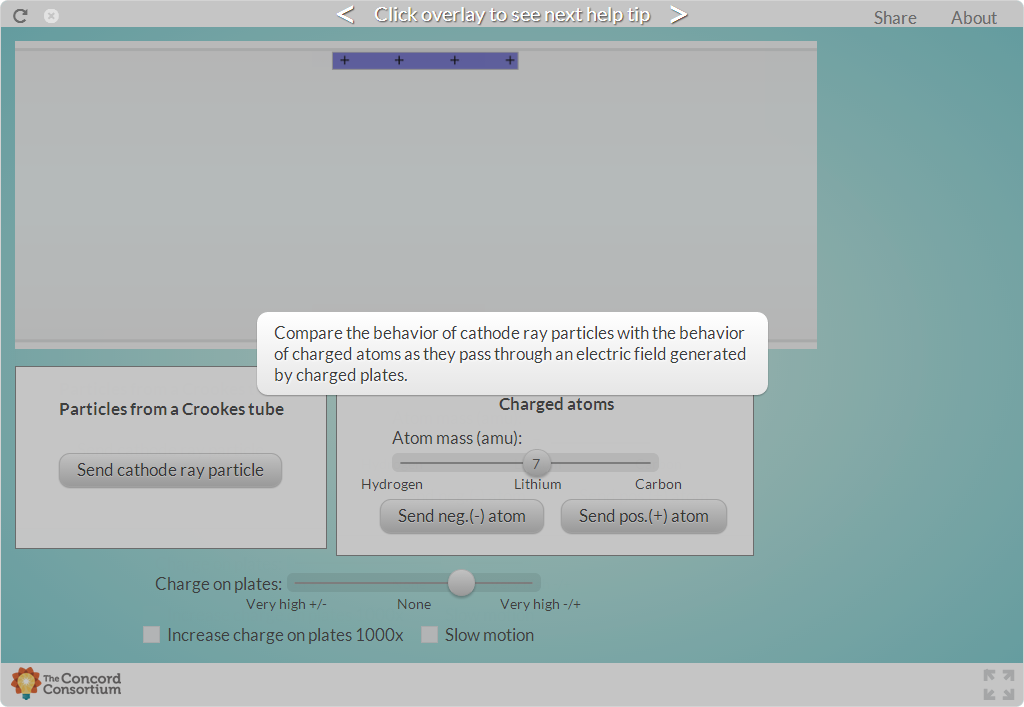 < Click overlay to see next help tip >
Share About
+ + + +
Compare the behavior of cathode ray particles with the behavior
of charged atoms as they pass through an electric field generated
by charged plates.
Particles from a Crookes tube
Send cathode ray particle
Charged atoms
Atom mass (amu):
7
Hydrogen Lithium Carbon
Send neg.(-) atom Send pos.(+) atom
Charge on plates:
Very high +/- None Very high -/+
Increase charge on plates 1000x Slow motion
The Concord
Consortium